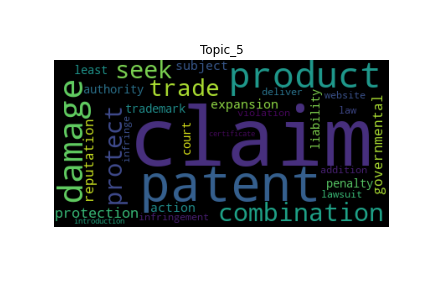 Topic_5
least
seek
subject
product
authority
trade
deliver
website
damage
reputation
protect
infringe
trademark
expansion
violation
law
claim
court
certificate
liability
governmental
addition
patent
penalty
lawsuit
protection
action
infringement
introduction
combination